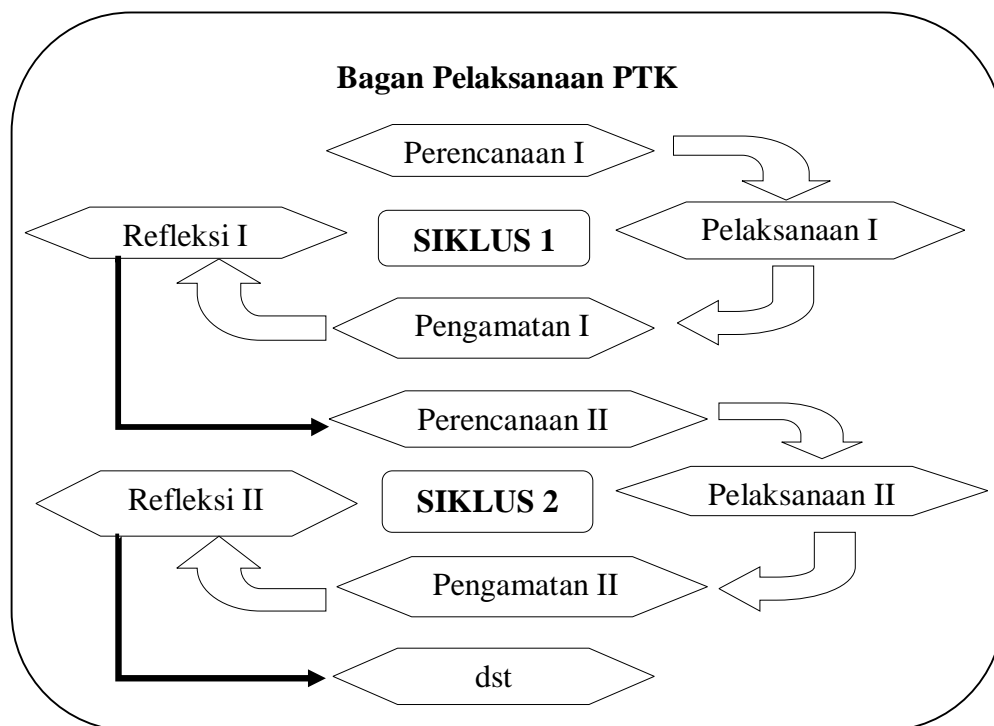 Bagan Pelaksanaan PTK
Perencanaan I
Pelaksanaan I
SIKLUS 1
Refleksi I
Pengamatan I
Perencanaan II
Pelaksanaan II
SIKLUS 2
Refleksi II
Pengamatan II
dst